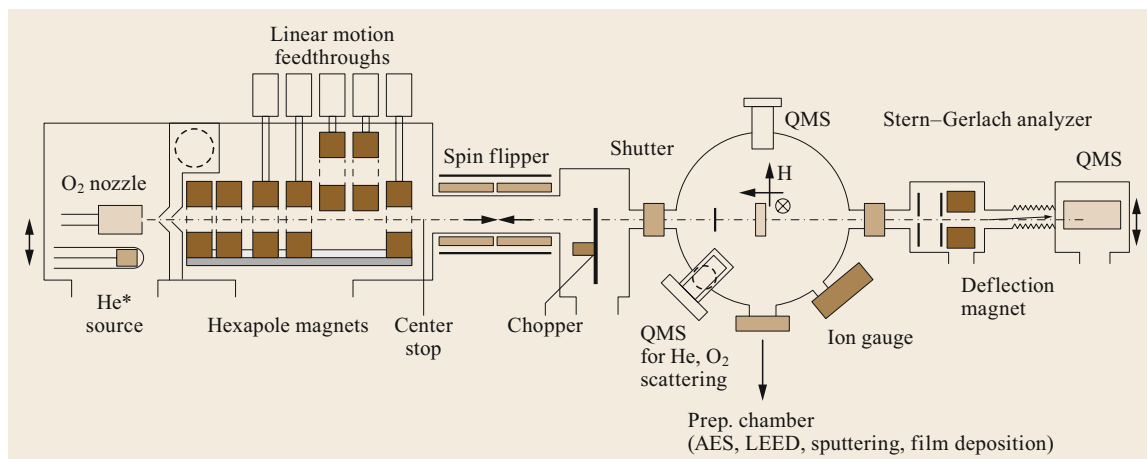 Linear motion
feedthroughs
QMS
Stern–Gerlach analyzer
Shutter
Spin flipper
QMS
O₂ nozzle
H
He*
source
Hexapole magnets
Center
stop
Chopper
QMS
for He, O₂
scattering
Ion gauge
Deflection
magnet
Prep. chamber
(AES, LEED, sputtering, film deposition)